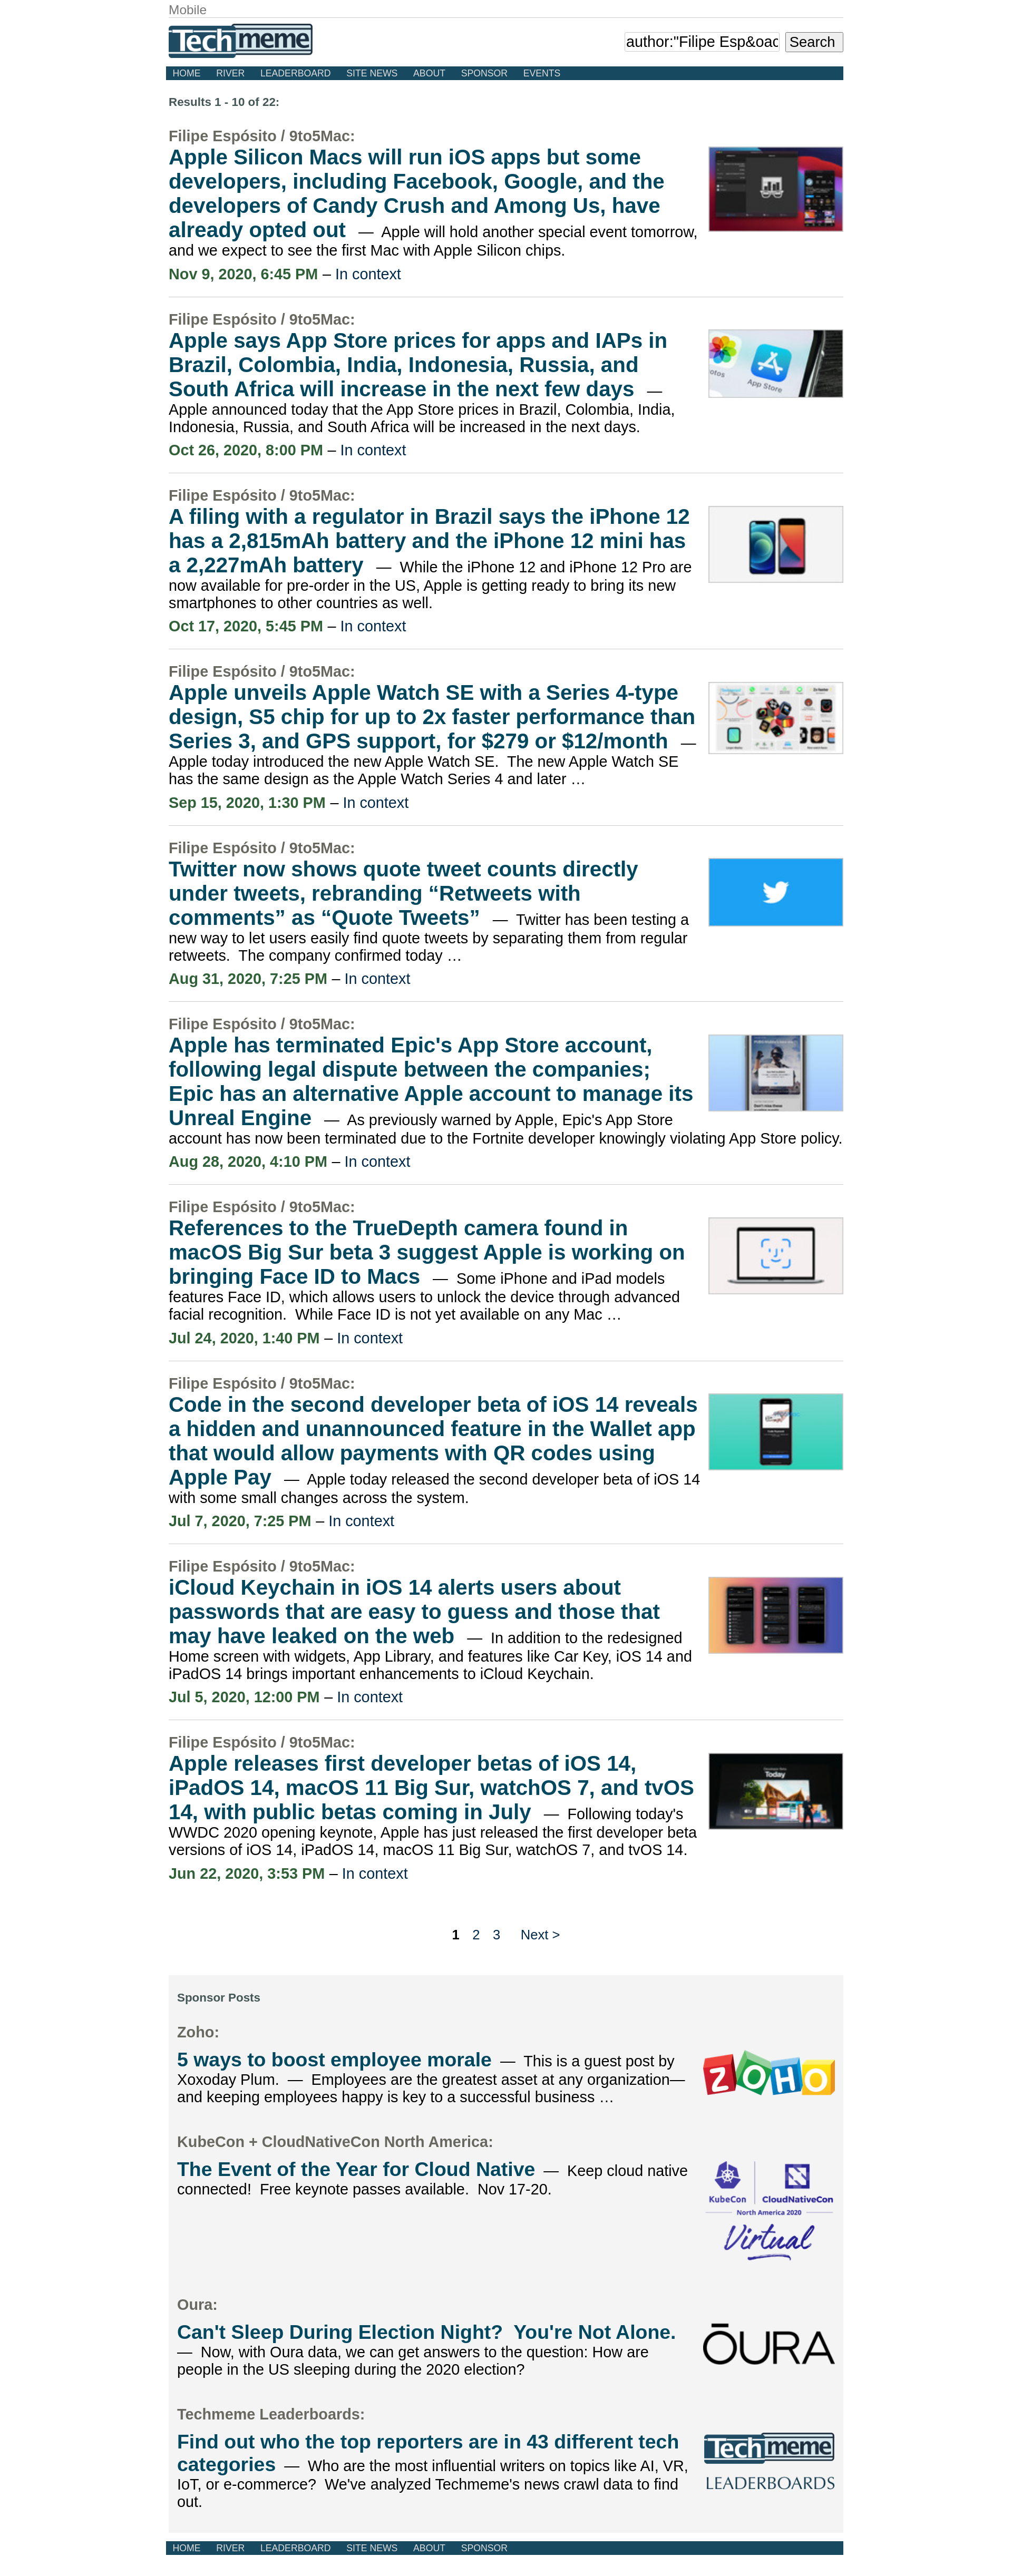 Mobile
Techmeme
author:"Filipe Esp&oac
Search
HOME RIVER LEADERBOARD SITE NEWS ABOUT SPONSOR EVENTS
Results 1 - 10 of 22:
Filipe Espósito / 9to5Mac:
Apple Silicon Macs will run iOS apps but some
developers, including Facebook, Google, and the
developers of Candy Crush and Among Us, have
already opted out — Apple will hold another special event tomorrow,
and we expect to see the first Mac with Apple Silicon chips.
Nov 9, 2020, 6:45 PM – In context
Filipe Espósito / 9to5Mac:
Apple says App Store prices for apps and IAPs in
Brazil, Colombia, India, Indonesia, Russia, and
South Africa will increase in the next few days —
Apple announced today that the App Store prices in Brazil, Colombia, India,
Indonesia, Russia, and South Africa will be increased in the next days.
Oct 26, 2020, 8:00 PM – In context
otos
App Store
Filipe Espósito / 9to5Mac:
A filing with a regulator in Brazil says the iPhone 12
has a 2,815mAh battery and the iPhone 12 mini has
a 2,227mAh battery — While the iPhone 12 and iPhone 12 Pro are
now available for pre-order in the US, Apple is getting ready to bring its new
smartphones to other countries as well.
Oct 17, 2020, 5:45 PM – In context
Filipe Espósito / 9to5Mac:
Apple unveils Apple Watch SE with a Series 4-type
design, S5 chip for up to 2x faster performance than
Series 3, and GPS support, for $279 or $12/month —
Apple today introduced the new Apple Watch SE. The new Apple Watch SE
has the same design as the Apple Watch Series 4 and later …
Sep 15, 2020, 1:30 PM – In context
Filipe Espósito / 9to5Mac:
Twitter now shows quote tweet counts directly
under tweets, rebranding “Retweets with
comments” as “Quote Tweets” — Twitter has been testing a
new way to let users easily find quote tweets by separating them from regular
retweets. The company confirmed today …
Aug 31, 2020, 7:25 PM – In context
Filipe Espósito / 9to5Mac:
Apple has terminated Epic's App Store account,
following legal dispute between the companies;
Epic has an alternative Apple account to manage its
Unreal Engine — As previously warned by Apple, Epic's App Store
account has now been terminated due to the Fortnite developer knowingly violating App Store policy.
Aug 28, 2020, 4:10 PM – In context
Filipe Espósito / 9to5Mac:
References to the TrueDepth camera found in
macOS Big Sur beta 3 suggest Apple is working on
bringing Face ID to Macs — Some iPhone and iPad models
features Face ID, which allows users to unlock the device through advanced
facial recognition. While Face ID is not yet available on any Mac …
Jul 24, 2020, 1:40 PM – In context
Filipe Espósito / 9to5Mac:
Code in the second developer beta of iOS 14 reveals
a hidden and unannounced feature in the Wallet app
that would allow payments with QR codes using
Apple Pay — Apple today released the second developer beta of iOS 14
with some small changes across the system.
Jul 7, 2020, 7:25 PM – In context
Filipe Espósito / 9to5Mac:
iCloud Keychain in iOS 14 alerts users about
passwords that are easy to guess and those that
may have leaked on the web — In addition to the redesigned
Home screen with widgets, App Library, and features like Car Key, iOS 14 and
iPadOS 14 brings important enhancements to iCloud Keychain.
Jul 5, 2020, 12:00 PM – In context
Filipe Espósito / 9to5Mac:
Apple releases first developer betas of iOS 14,
iPadOS 14, macOS 11 Big Sur, watchOS 7, and tvOS
14, with public betas coming in July — Following today's
WWDC 2020 opening keynote, Apple has just released the first developer beta
versions of iOS 14, iPadOS 14, macOS 11 Big Sur, watchOS 7, and tvOS 14.
Jun 22, 2020, 3:53 PM – In context
Today
1 2 3 Next >
Sponsor Posts
Zoho:
5 ways to boost employee morale — This is a guest post by
Xoxoday Plum. — Employees are the greatest asset at any organization—
and keeping employees happy is key to a successful business …
ZOHO
KubeCon + CloudNativeCon North America:
The Event of the Year for Cloud Native — Keep cloud native
connected! Free keynote passes available. Nov 17-20.
KubeCon CloudNativeCon
North America 2020
Virtual
Oura:
Can't Sleep During Election Night? You're Not Alone.
— Now, with Oura data, we can get answers to the question: How are
people in the US sleeping during the 2020 election?
ŌURA
Techmeme Leaderboards:
Find out who the top reporters are in 43 different tech
categories — Who are the most influential writers on topics like AI, VR,
IoT, or e-commerce? We've analyzed Techmeme's news crawl data to find
out.
Techmeme
LEADERBOARDS
HOME RIVER LEADERBOARD SITE NEWS ABOUT SPONSOR